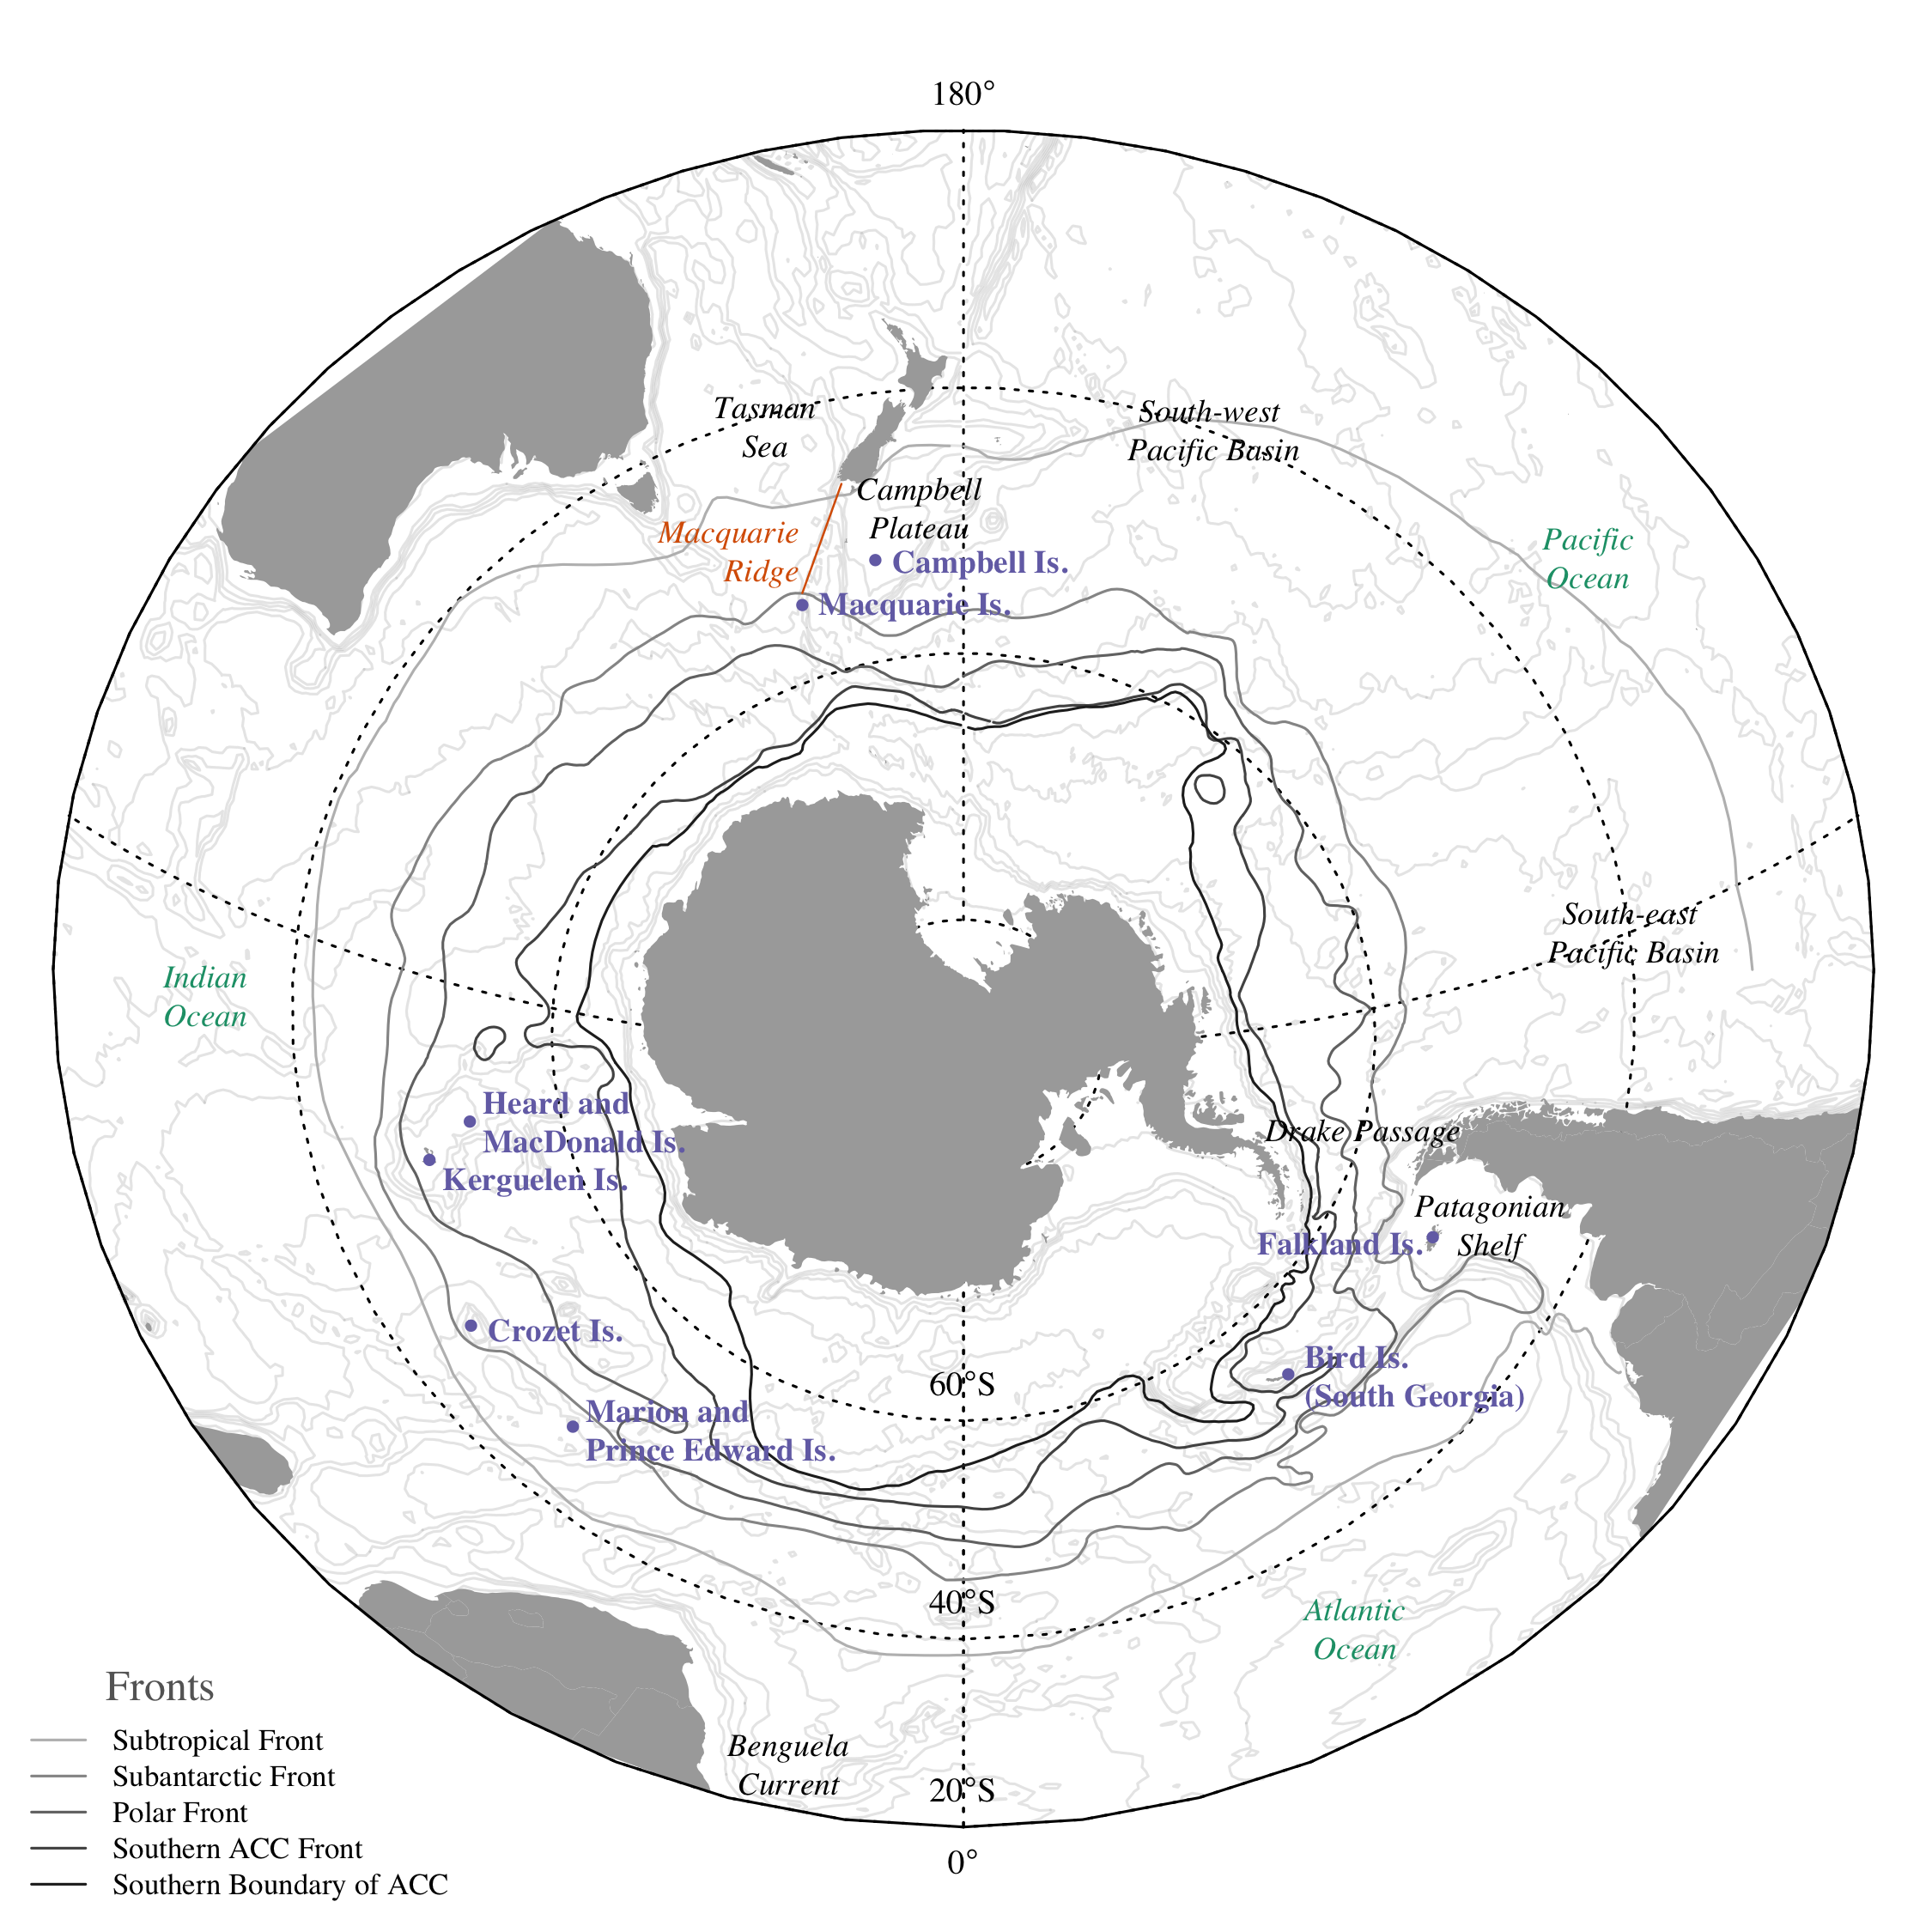 180°
Tasman
Sea
South-west
Pacific Basin
Campbell
Plateau
Macquarie
Ridge
Pacific
Ocean
Campbell Is.
Macquarie Is.
South-east
Pacific Basin
Indian
Ocean
Heard and
MacDonald Is.
Kerguelen Is.
Drake Passage
Patagonian
Shelf
Falkland Is.
Crozet Is.
Bird Is.
(South Georgia)
60°S
Marion and
Prince Edward Is.
40°S
Atlantic
Ocean
Benguela
Current
20°S
0°
Fronts
Subtropical Front
Subantarctic Front
Polar Front
Southern ACC Front
Southern Boundary of ACC